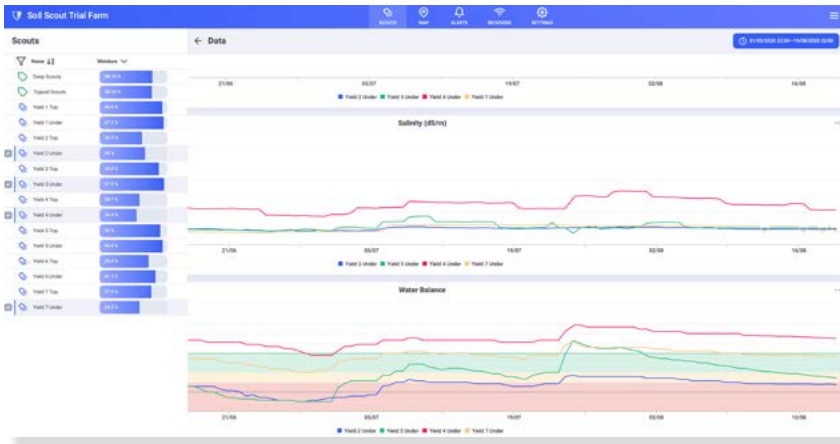 Soil Scout Trial Farm
SCOUTS
MAP
ALERTS
RECEIVERS
SETTINGS
Scouts
Data
Name
Moisture
Deep Scouts
Typical Scouts
Yield 1 Top
Yield 1 Under
Yield 2 Top
Yield 2 Under
Yield 3 Top
Yield 3 Under
Yield 4 Top
Yield 4 Under
Yield 5 Top
Yield 5 Under
Yield 6 Top
Yield 6 Under
Yield 7 Top
Yield 7 Under
21/06 05/07 19/07 02/08 16/08
Yield 2 Under Yield 3 Under Yield 4 Under Yield 7 Under
Salinity (dS/m)
21/06 05/07 19/07 02/08 16/08
Yield 2 Under Yield 3 Under Yield 4 Under Yield 7 Under
Water Balance
21/06 05/07 19/07 02/08 16/08
Yield 2 Under Yield 3 Under Yield 4 Under Yield 7 Under